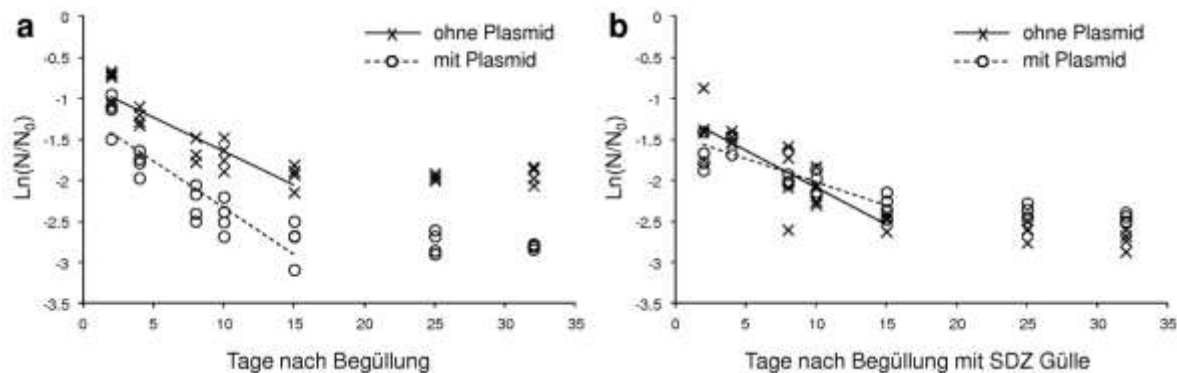 a
0
-0.5
-1
-1.5
-2
-2.5
-3
-3.5
Ln(N/N0)
ohne Plasmid
mit Plasmid
0 5 10 15 20 25 30 35
Tage nach Begüllung
b
0
-0.5
-1
-1.5
-2
-2.5
-3
-3.5
Ln(N/N0)
ohne Plasmid
mit Plasmid
0 5 10 15 20 25 30 35
Tage nach Begüllung mit SDZ Gülle